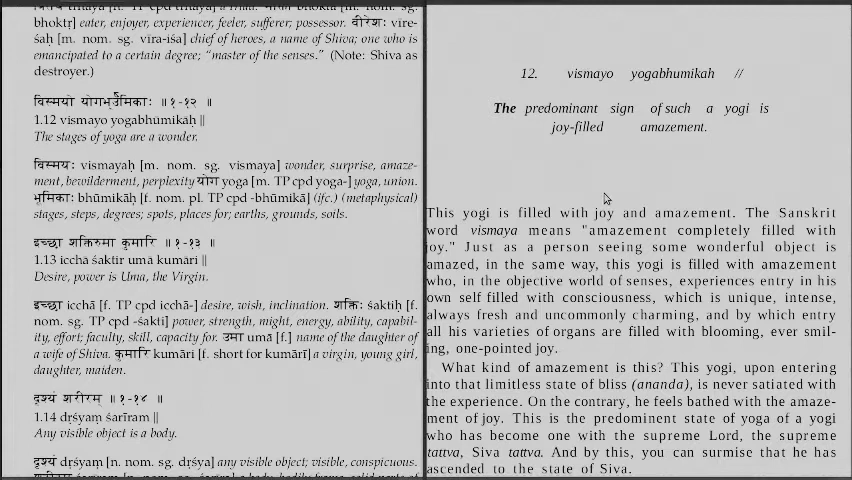 bhoktṛ] eater, enjoyer, experiencer, feeler, sufferer; possessor. वीरेशः vīre-
śaḥ [m. nom. sg. vīra-īśa] chief of heroes, a name of Shiva; one who is
emancipated to a certain degree; “master of the senses.” (Note: Shiva as
destroyer.)
विस्मयो योगभूमिकाः ॥ १-१२ ॥
1.12 vismayo yogabhūmikāḥ ||
The stages of yoga are a wonder.
विस्मयः vismayaḥ [m. nom. sg. vismaya] wonder, surprise, amaze-
ment, bewilderment, perplexity योग yoga [m. TP cpd yoga-] yoga, union.
भूमिकाः bhūmikāḥ [f. nom. pl. TP cpd -bhūmikā] (ifc.) (metaphysical)
stages, steps, degrees; spots, places for; earths, grounds, soils.
इच्छा शक्तिरुमा कुमारि ॥ १-१३ ॥
1.13 icchā śaktir umā kumāri ||
Desire, power is Uma, the Virgin.
इच्छा icchā [f. TP cpd icchā-] desire, wish, inclination. शक्तिः śaktiḥ [f.
nom. sg. TP cpd -śakti] power, strength, might, energy, ability, capabil-
ity, effort; faculty, skill, capacity for. उमा umā [f.] name of the daughter of
a wife of Shiva. कुमारि kumāri [f. short for kumārī] a virgin, young girl,
daughter, maiden.
दृश्यं शरीरम् ॥ १-१४ ॥
1.14 dṛśyaṃ śarīram ||
Any visible object is a body.
दृश्यं dṛśyaṃ [n. nom. sg. dṛśya] any visible object; visible, conspicuous.
12. vismayo yogabhumikah //
The predominant sign of such a yogi is
joy-filled amazement.
This yogi is filled with joy and amazement. The Sanskrit
word vismaya means "amazement completely filled with
joy." Just as a person seeing some wonderful object is
amazed, in the same way, this yogi is filled with amazement
who, in the objective world of senses, experiences entry in his
own self filled with consciousness, which is unique, intense,
always fresh and uncommonly charming, and by which entry
all his varieties of organs are filled with blooming, ever smil-
ing, one-pointed joy.
What kind of amazement is this? This yogi, upon entering
into that limitless state of bliss (ananda), is never satiated with
the experience. On the contrary, he feels bathed with the amaze-
ment of joy. This is the predominent state of yoga of a yogi
who has become one with the supreme Lord, the supreme
tattva, Siva tattva. And by this, you can surmise that he has
ascended to the state of Siva.